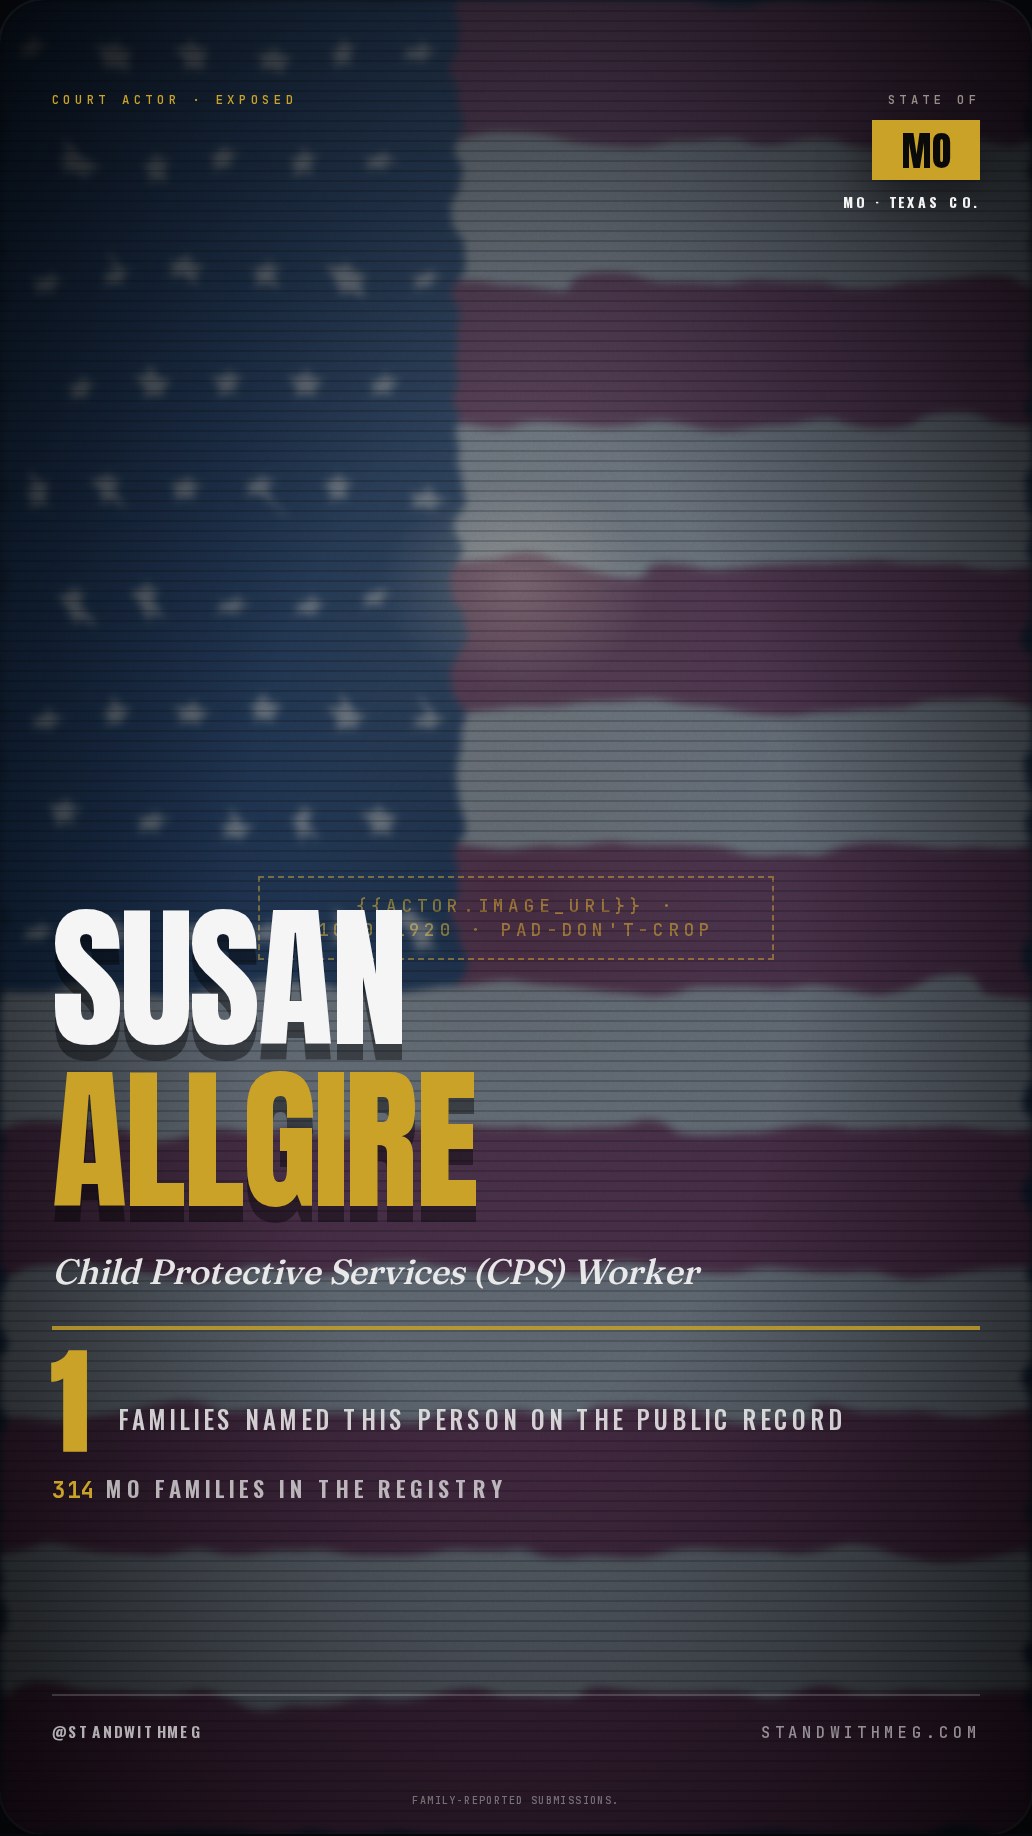 COURT ACTOR · EXPOSED
STATE OF
MO
MO · TEXAS CO.
{{ACTOR.IMAGE_URL}} ·
1920 · PAD-DON'T-CROP
SUSAN
ALLGIRE
Child Protective Services (CPS) Worker
1 FAMILIES NAMED THIS PERSON ON THE PUBLIC RECORD
314 MO FAMILIES IN THE REGISTRY
@STANDWITHMEG
STANDWITHMEG.COM
FAMILY-REPORTED SUBMISSIONS.